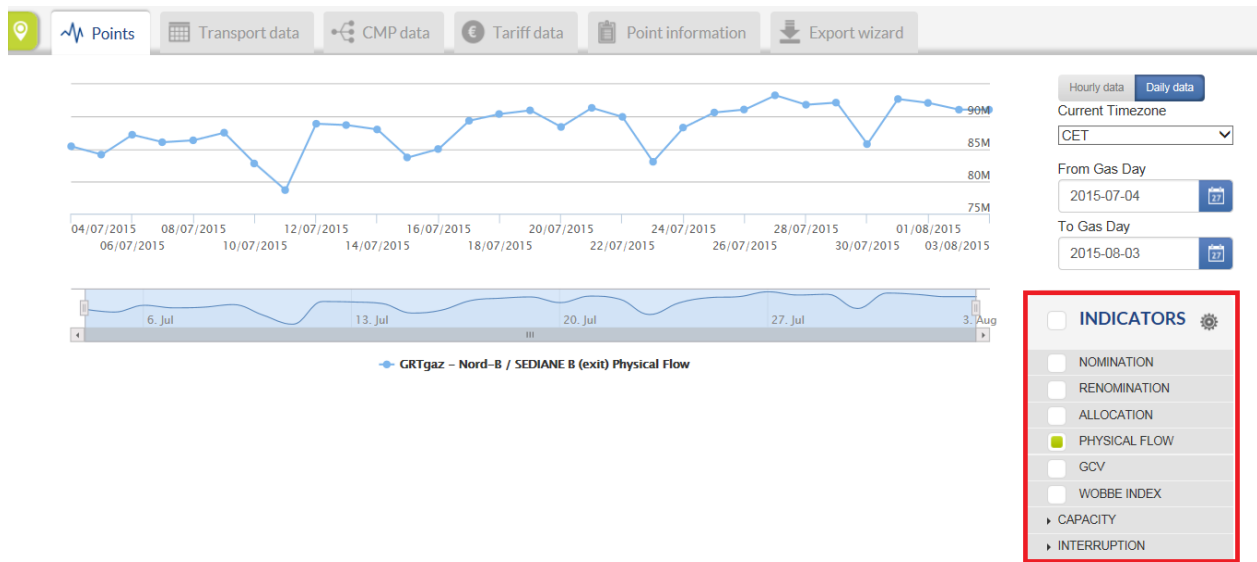 Points
Transport data
CMP data
Tariff data
Point information
Export wizard
90M
85M
80M
75M
04/07/2015 08/07/2015 12/07/2015 16/07/2015 20/07/2015 24/07/2015 28/07/2015 01/08/2015
06/07/2015 10/07/2015 14/07/2015 18/07/2015 22/07/2015 26/07/2015 30/07/2015 03/08/2015
6. Jul 13. Jul 20. Jul 27. Jul 3. Aug
GRTgaz – Nord–B / SEDIANE B (exit) Physical Flow
Hourly data Daily data
Current Timezone
CET
From Gas Day
2015-07-04
27
To Gas Day
2015-08-03
27
INDICATORS
NOMINATION
RENOMINATION
ALLOCATION
PHYSICAL FLOW
GCV
WOBBE INDEX
CAPACITY
INTERRUPTION